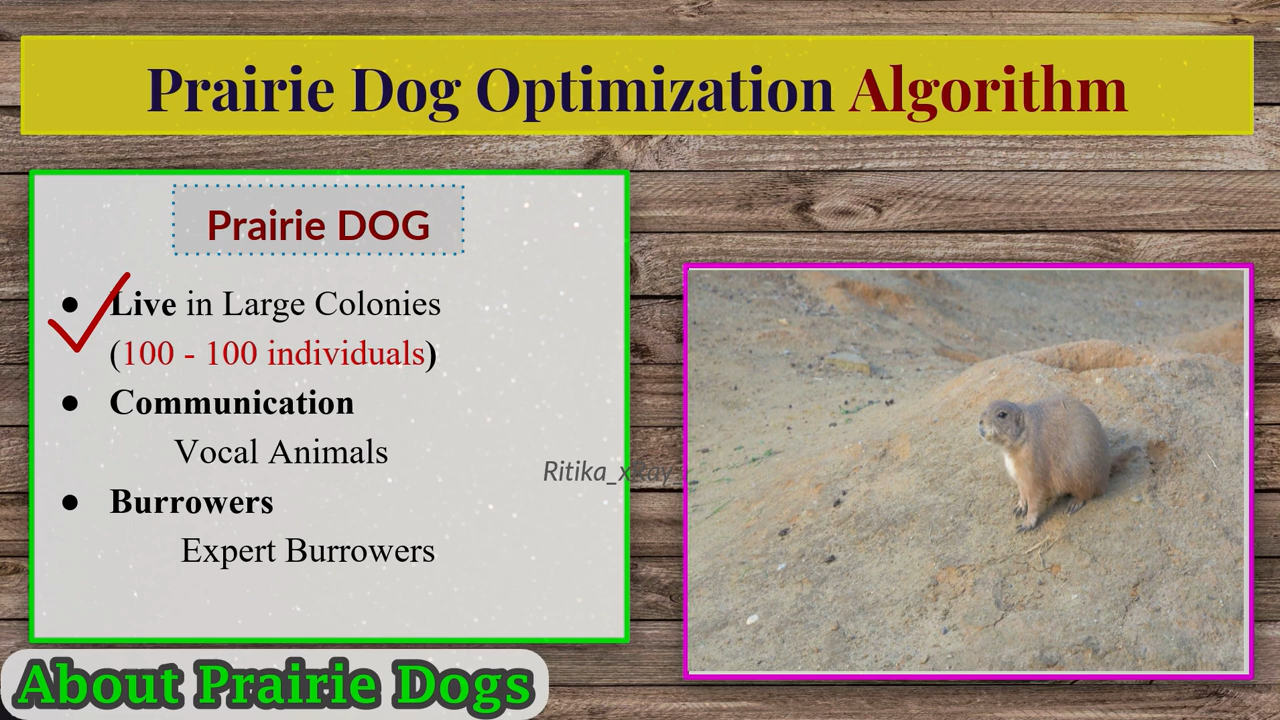 Prairie Dog Optimization Algorithm
Prairie DOG
● Live in Large Colonies
(100 - 100 individuals)
● Communication
Vocal Animals
● Burrowers
Expert Burrowers
About Prairie Dogs